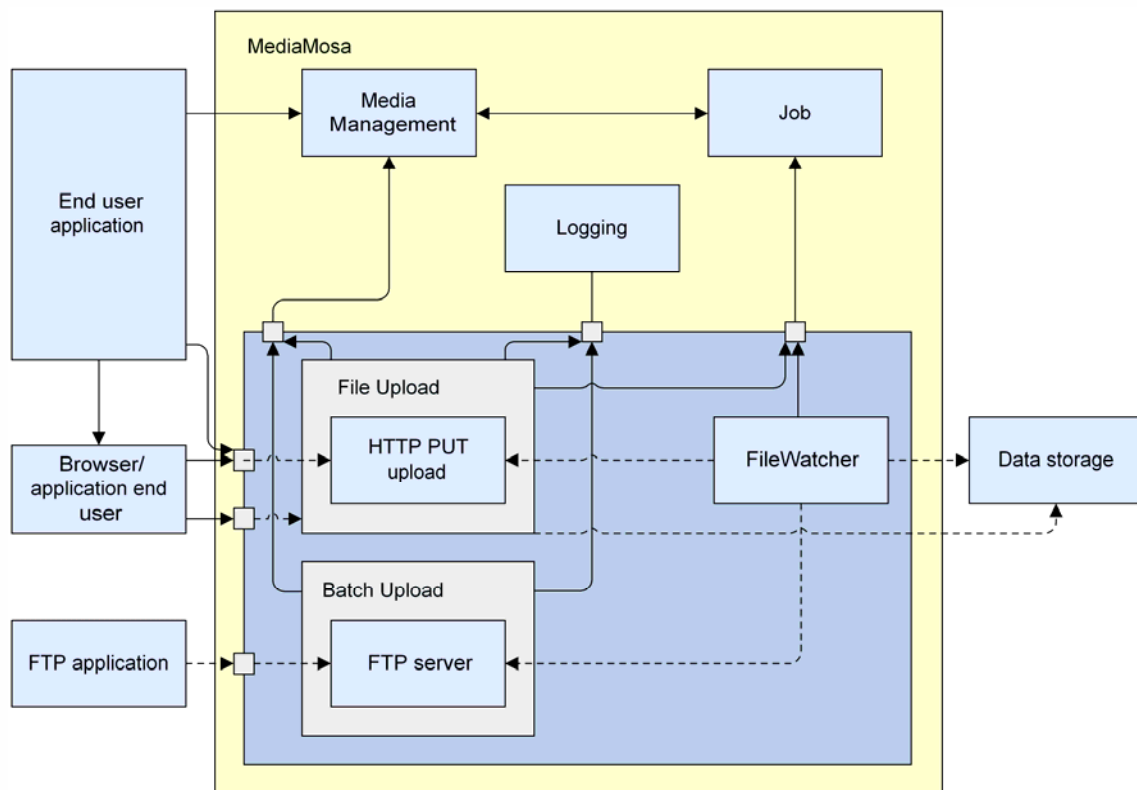 MediaMosa
Media
Management
Job
End user
application
Logging
File Upload
HTTP PUT
upload
FileWatcher
Data storage
Browser/
application end
user
Batch Upload
FTP application
FTP server